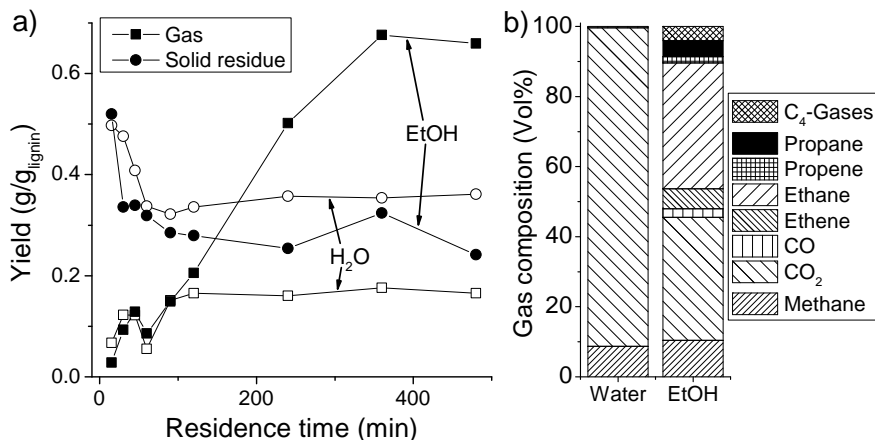 a)
Gas
Solid residue
EtOH
H₂O
0.6
0.4
0.2
0.0
Yield (g/g_lignin)
0
200
400
Residence time (min)
b)
100
80
60
40
20
0
Gas composition (Vol%)
Water
EtOH
C₄-Gases
Propane
Propene
Ethane
Ethene
CO
CO₂
Methane